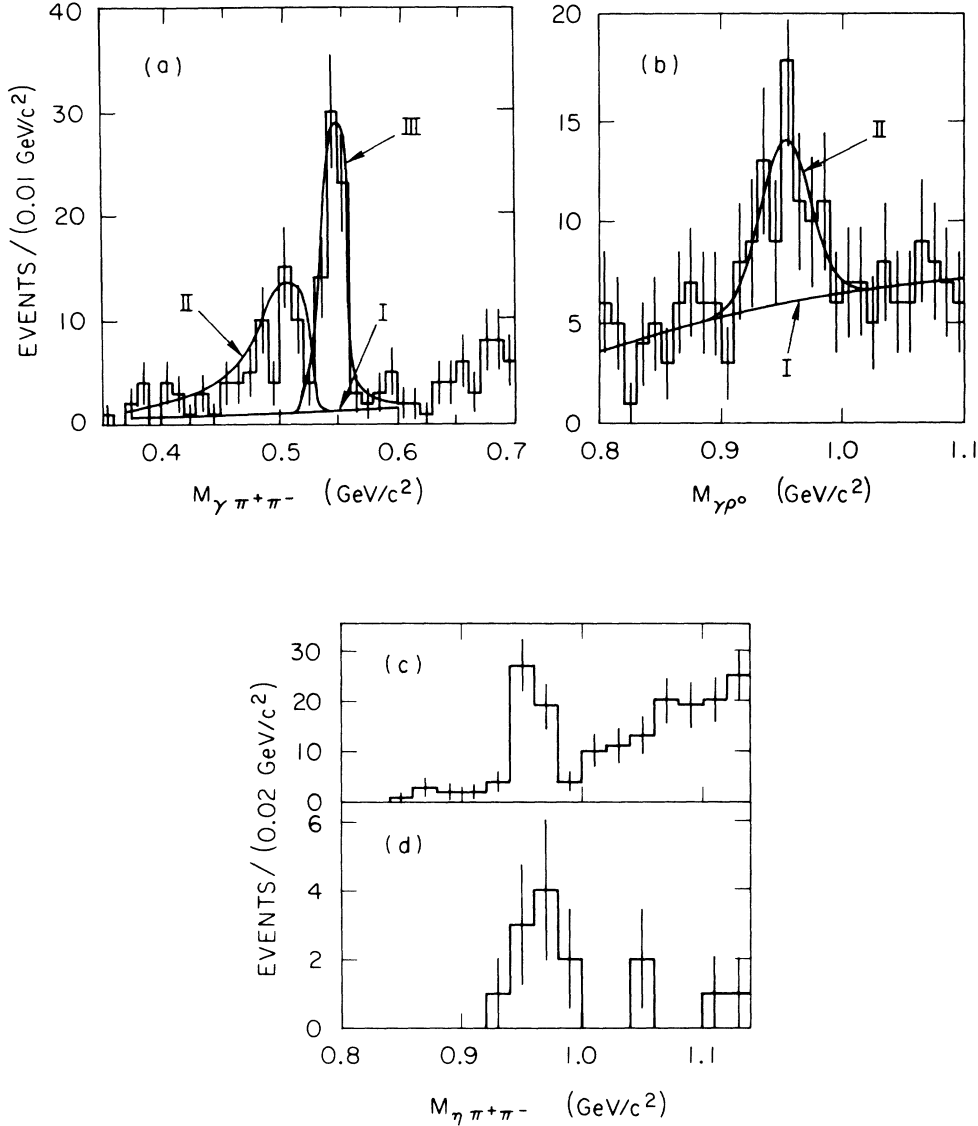 40
30
20
10
0
EVENTS / (0.01 GeV/c²)
(a)
III
II
I
0.4 0.5 0.6 0.7
M γ π+π- (GeV/c²)
20
15
10
5
0
(b)
II
I
0.8 0.9 1.0 1.1
M γρ° (GeV/c²)
EVENTS / (0.02 GeV/c²)
30
20
10
0
(c)
6
4
2
0
(d)
0.8 0.9 1.0 1.1
M η π+π- (GeV/c²)